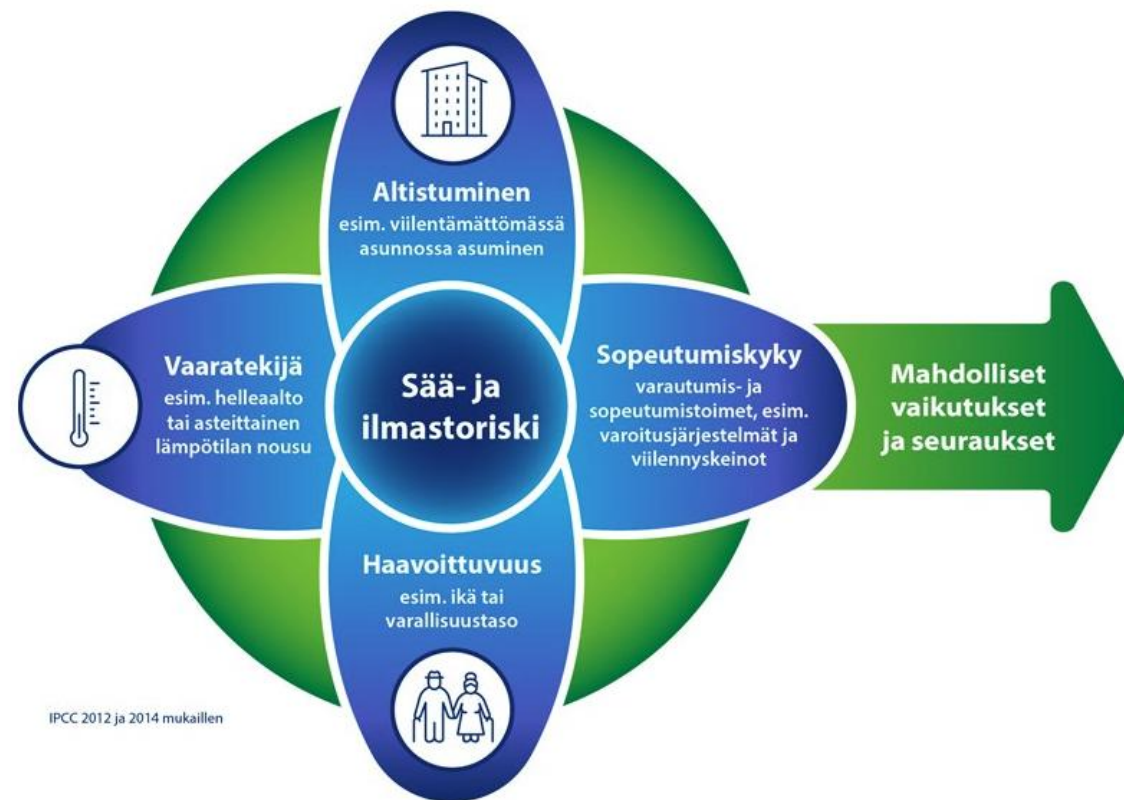 Altistuminen
esim. viilentämättömässä
asunnossa asuminen
Vaaratekijä
esim. helleaalto
tai asteittainen
lämpötilan nousu
Sää- ja
ilmastoriski
Sopeutumiskyky
varautumis- ja
sopeutumistoimet, esim.
varoitusjärjestelmät ja
viilennyskeinot
Mahdolliset
vaikutukset
ja seuraukset
Haavoittuvuus
esim. ikä tai
varallisuustaso
IPCC 2012 ja 2014 mukaillen